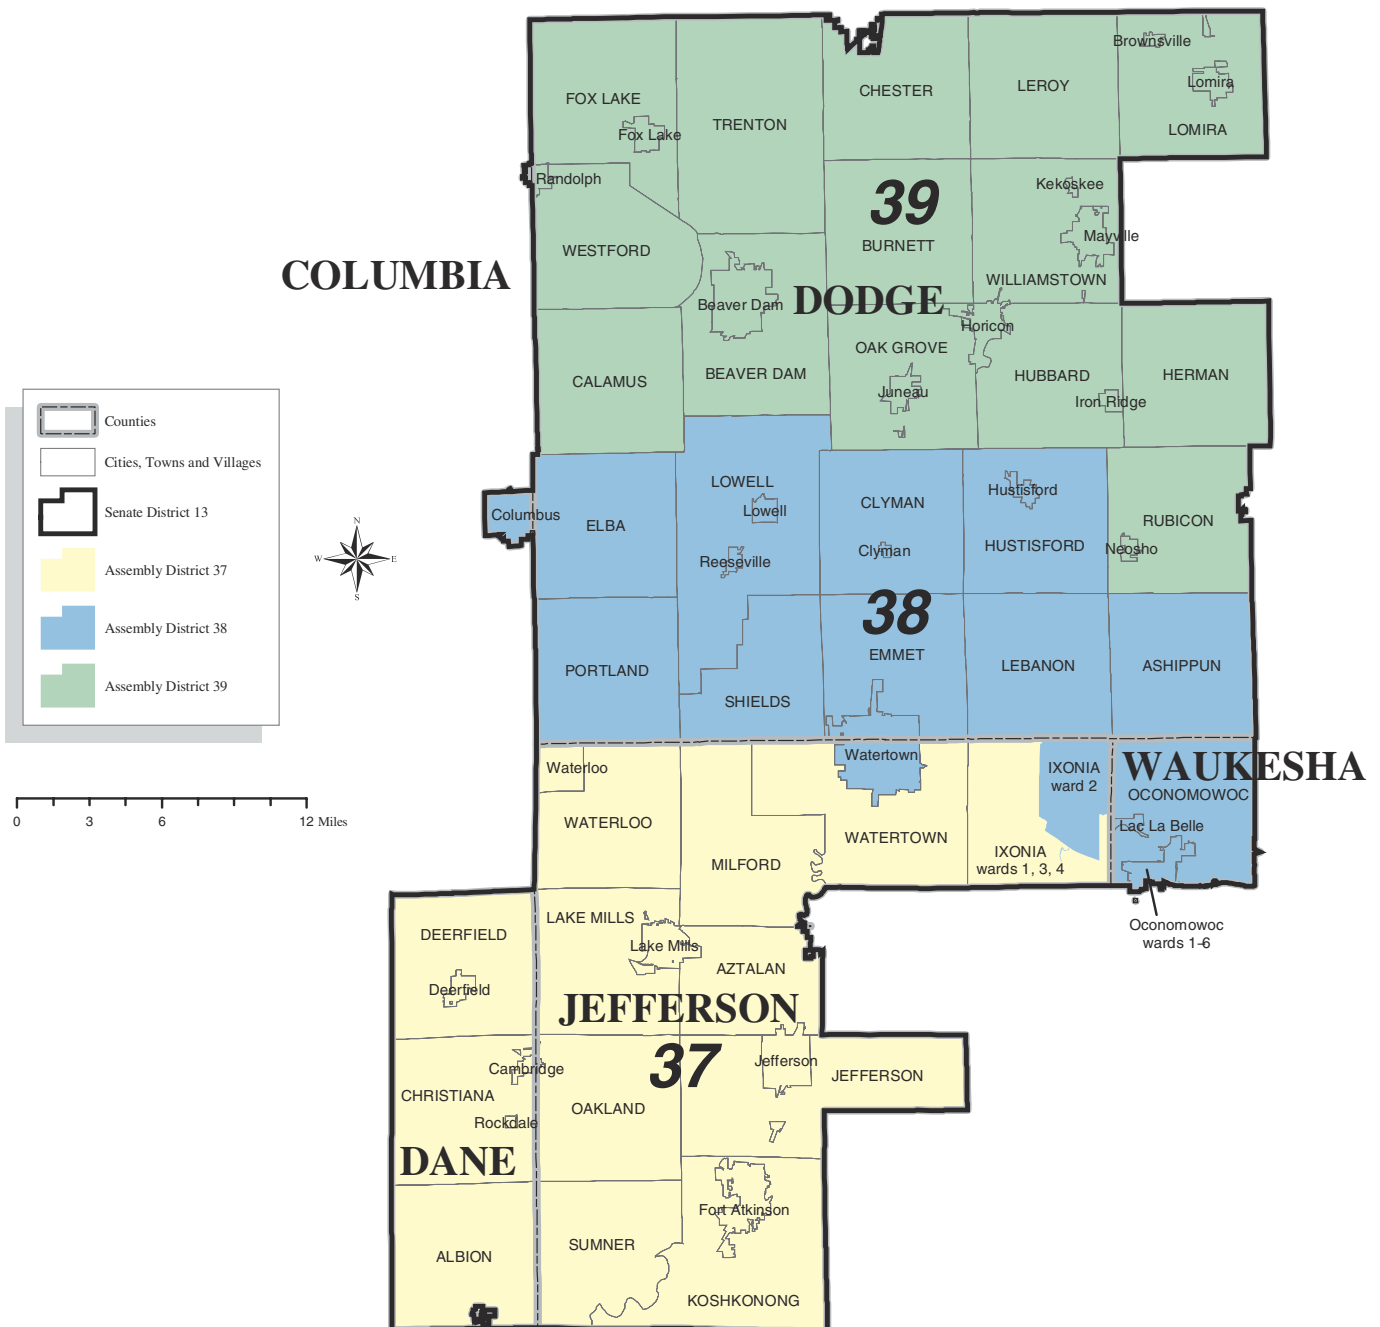 Brownsville
Lomira
CHESTER
LEROY
FOX LAKE
TRENTON
LOMIRA
Fox Lake
Randolph
Kekoskee
39
Mayville
WESTFORD
BURNETT
COLUMBIA
WILLIAMSTOWN
DODGE
Beaver Dam
Horicon
OAK GROVE
CALAMUS
BEAVER DAM
HUBBARD
HERMAN
Juneau
Iron Ridge
Counties
Cities, Towns and Villages
Senate District 13
Assembly District 37
Assembly District 38
Assembly District 39
N
W
E
S
LOWELL
Hustisford
CLYMAN
Lowell
Columbus
ELBA
RUBICON
Clyman
HUSTISFORD
Neosho
Reeseville
38
EMMET
PORTLAND
LEBANON
ASHIPPUN
SHIELDS
Watertown
Waterloo
IXONIA
ward 2
WAUKESHA
OCONOMOWOC
0
3
6
12 Miles
WATERLOO
Lac La Belle
WATERTOWN
MILFORD
IXONIA
wards 1, 3, 4
LAKE MILLS
Oconomowoc
wards 1-6
DEERFIELD
Lake Mills
AZTALAN
Deerfield
JEFFERSON
37
Jefferson
Cambridge
JEFFERSON
CHRISTIANA
OAKLAND
Rockdale
DANE
Fort Atkinson
SUMNER
ALBION
KOSHKONONG